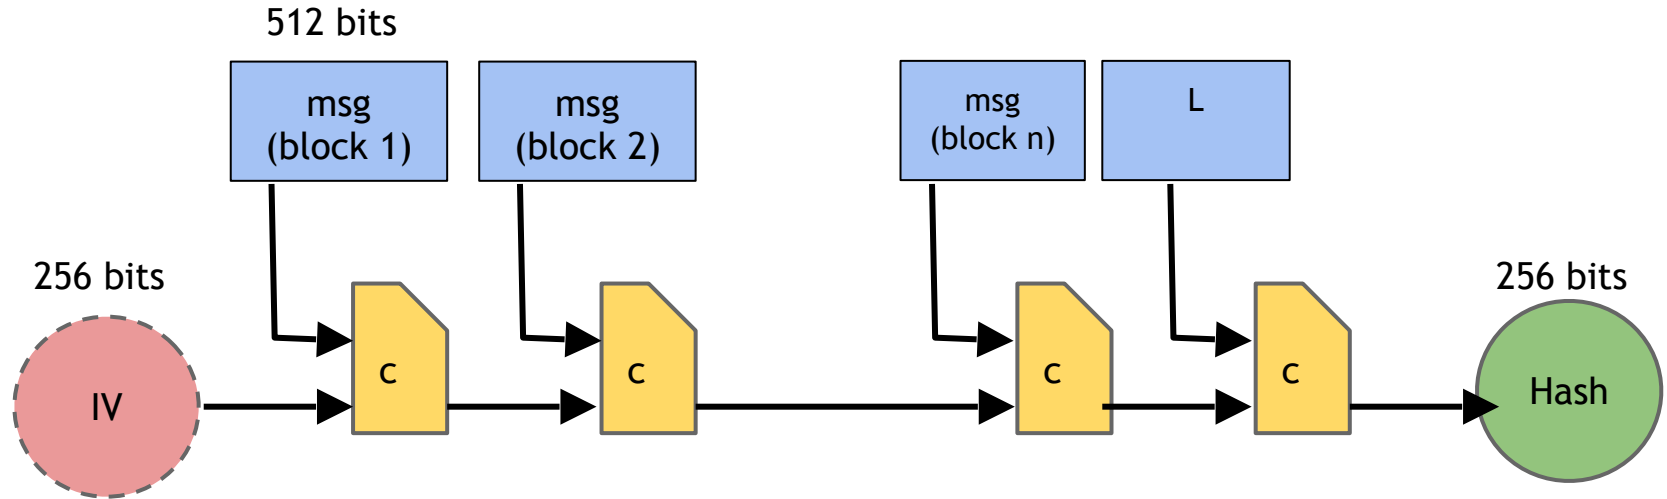 512 bits
msg
(block 1)
msg
(block 2)
msg
(block n)
L
256 bits
256 bits
IV
c
c
c
c
Hash